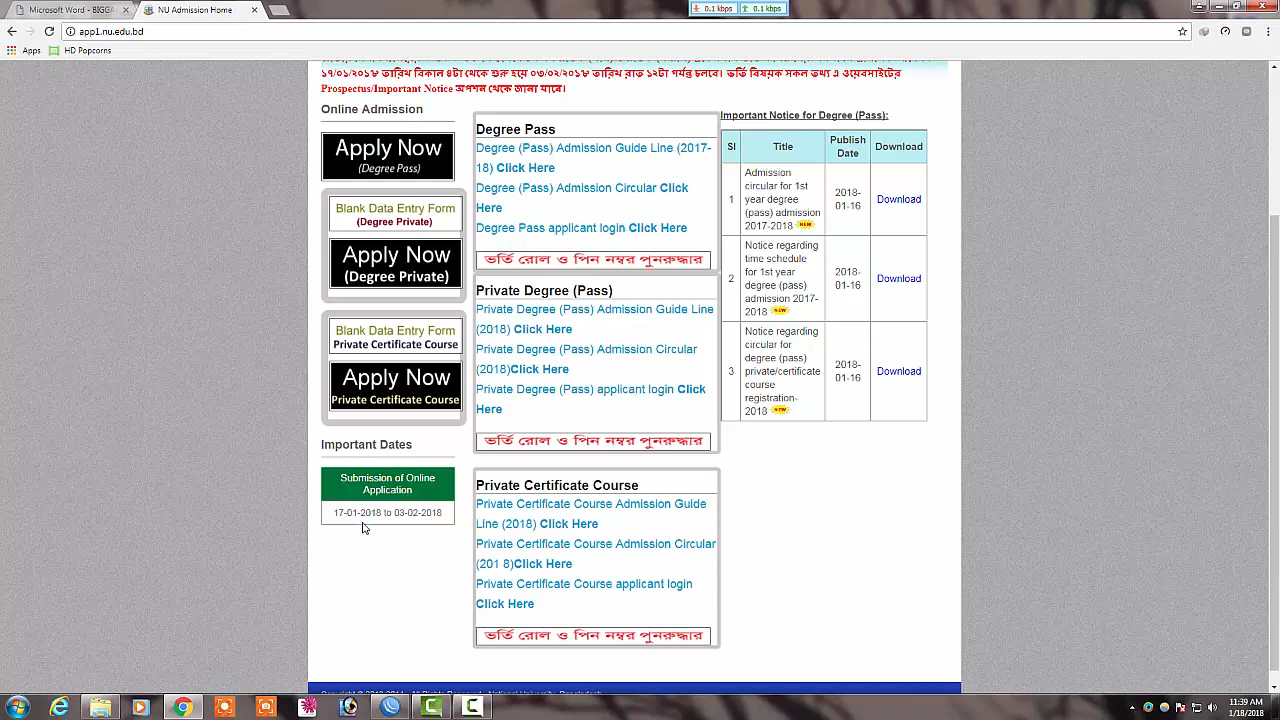 Microsoft Word - BIGGA
NU Admission Home
0.1 kbps
0.1 kbps
app1.nu.edu.bd
Apps
HD Popcorns
১৭/০১/২০১৮ তারিখ বিকাল ৪টা থেকে শুরু হয়ে ০৩/০২/২০১৮ তারিখ রাত ১২টা পর্যন্ত চলবে। ভর্তি বিষয়ক সকল তথ্য এ ওয়েবসাইটের
Prospectus/Important Notice অপশন থেকে জানা যাবে।
Online Admission
Apply Now
(Degree Pass)
Blank Data Entry Form
(Degree Private)
Apply Now
(Degree Private)
Blank Data Entry Form
Private Certificate Course
Apply Now
Private Certificate Course
Important Dates
Submission of Online
Application
17-01-2018 to 03-02-2018
Degree Pass
Degree (Pass) Admission Guide Line (2017-
18) Click Here
Degree (Pass) Admission Circular Click
Here
Degree Pass applicant login Click Here
ভর্তি রোল ও পিন নম্বর পুনরুদ্ধার
Private Degree (Pass)
Private Degree (Pass) Admission Guide Line
(2018) Click Here
Private Degree (Pass) Admission Circular
(2018)Click Here
Private Degree (Pass) applicant login Click
Here
ভর্তি রোল ও পিন নম্বর পুনরুদ্ধার
Private Certificate Course
Private Certificate Course Admission Guide
Line (2018) Click Here
Private Certificate Course Admission Circular
(201 8)Click Here
Private Certificate Course applicant login
Click Here
ভর্তি রোল ও পিন নম্বর পুনরুদ্ধার
Important Notice for Degree (Pass):
Sl Title Publish Date Download
1 Admission circular for 1st year degree (pass) admission 2017-2018 NEW 2018-01-16 Download
2 Notice regarding time schedule for 1st year degree (pass) admission 2017-2018 NEW 2018-01-16 Download
3 Notice regarding circular for degree (pass) private/certificate course registration-2018 NEW 2018-01-16 Download
11:39 AM
1/18/2018